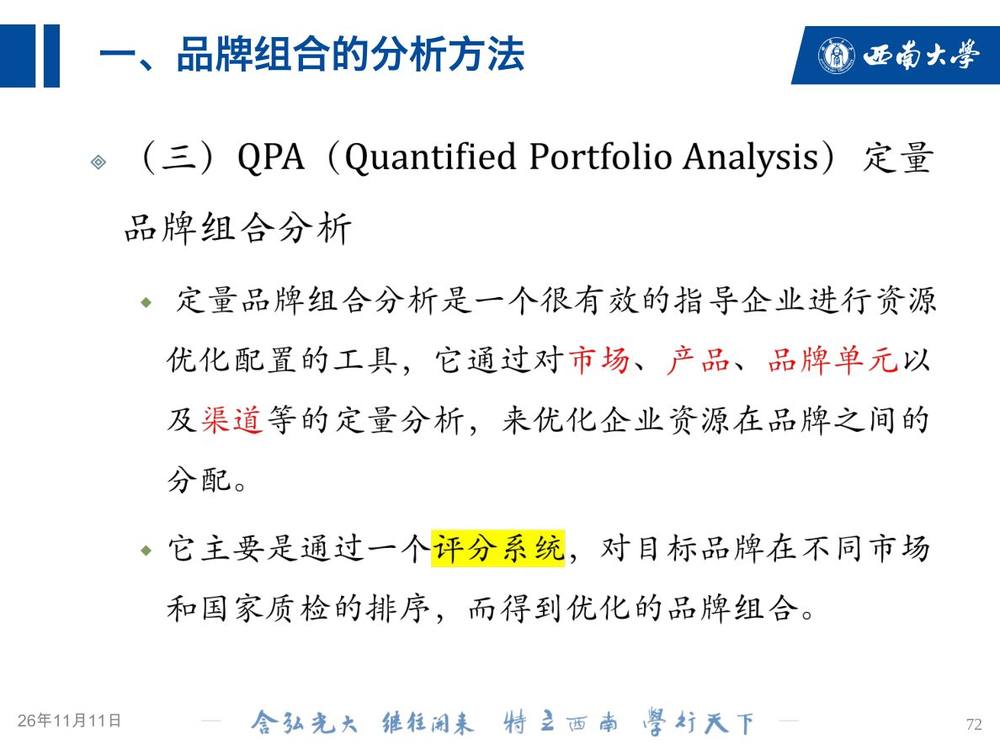 一、品牌组合的分析方法
西南大学
（三）QPA（Quantified Portfolio Analysis）定量
品牌组合分析
定量品牌组合分析是一个很有效的指导企业进行资源
优化配置的工具，它通过对市场、产品、品牌单元以
及渠道等的定量分析，来优化企业资源在品牌之间的
分配。
它主要是通过一个评分系统，对目标品牌在不同市场
和国家质检的排序，而得到优化的品牌组合。
26年11月11日
含弘光大 继往开来 特立西南 学行天下
72